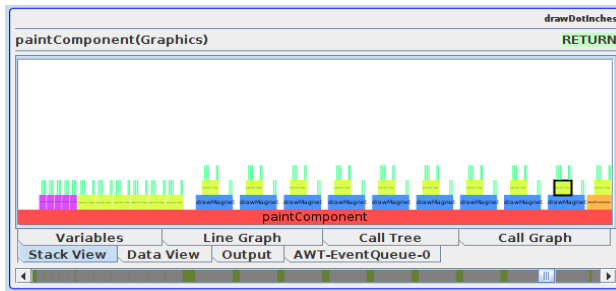 drawDotInches
paintComponent(Graphics)
RETURN
drawMagnet drawMagnet drawMagnet drawMagnet drawMagnet drawMagnet drawMagnet drawMagnet drawMagnet
paintComponent
Variables Line Graph Call Tree Call Graph
Stack View Data View Output AWT-EventQueue-0